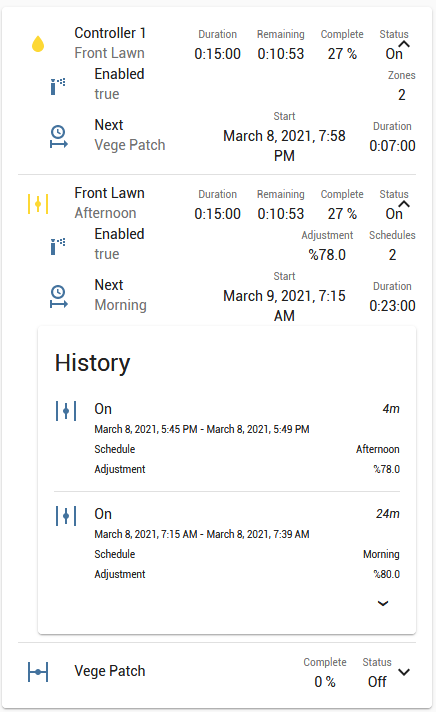 Controller 1 Duration Remaining Complete Status
Front Lawn 0:15:00 0:10:53 27 % On
Enabled Zones
true 2
Next Start Duration
Vege Patch March 8, 2021, 7:58 0:07:00
PM
Front Lawn Duration Remaining Complete Status
Afternoon 0:15:00 0:10:53 27 % On
Enabled Adjustment Schedules
true %78.0 2
Next Start Duration
Morning March 9, 2021, 7:15 0:23:00
AM
History
On 4m
March 8, 2021, 5:45 PM - March 8, 2021, 5:49 PM
Schedule Afternoon
Adjustment %78.0
On 24m
March 8, 2021, 7:15 AM - March 8, 2021, 7:39 AM
Schedule Morning
Adjustment %80.0
Vege Patch Complete Status
0 % Off